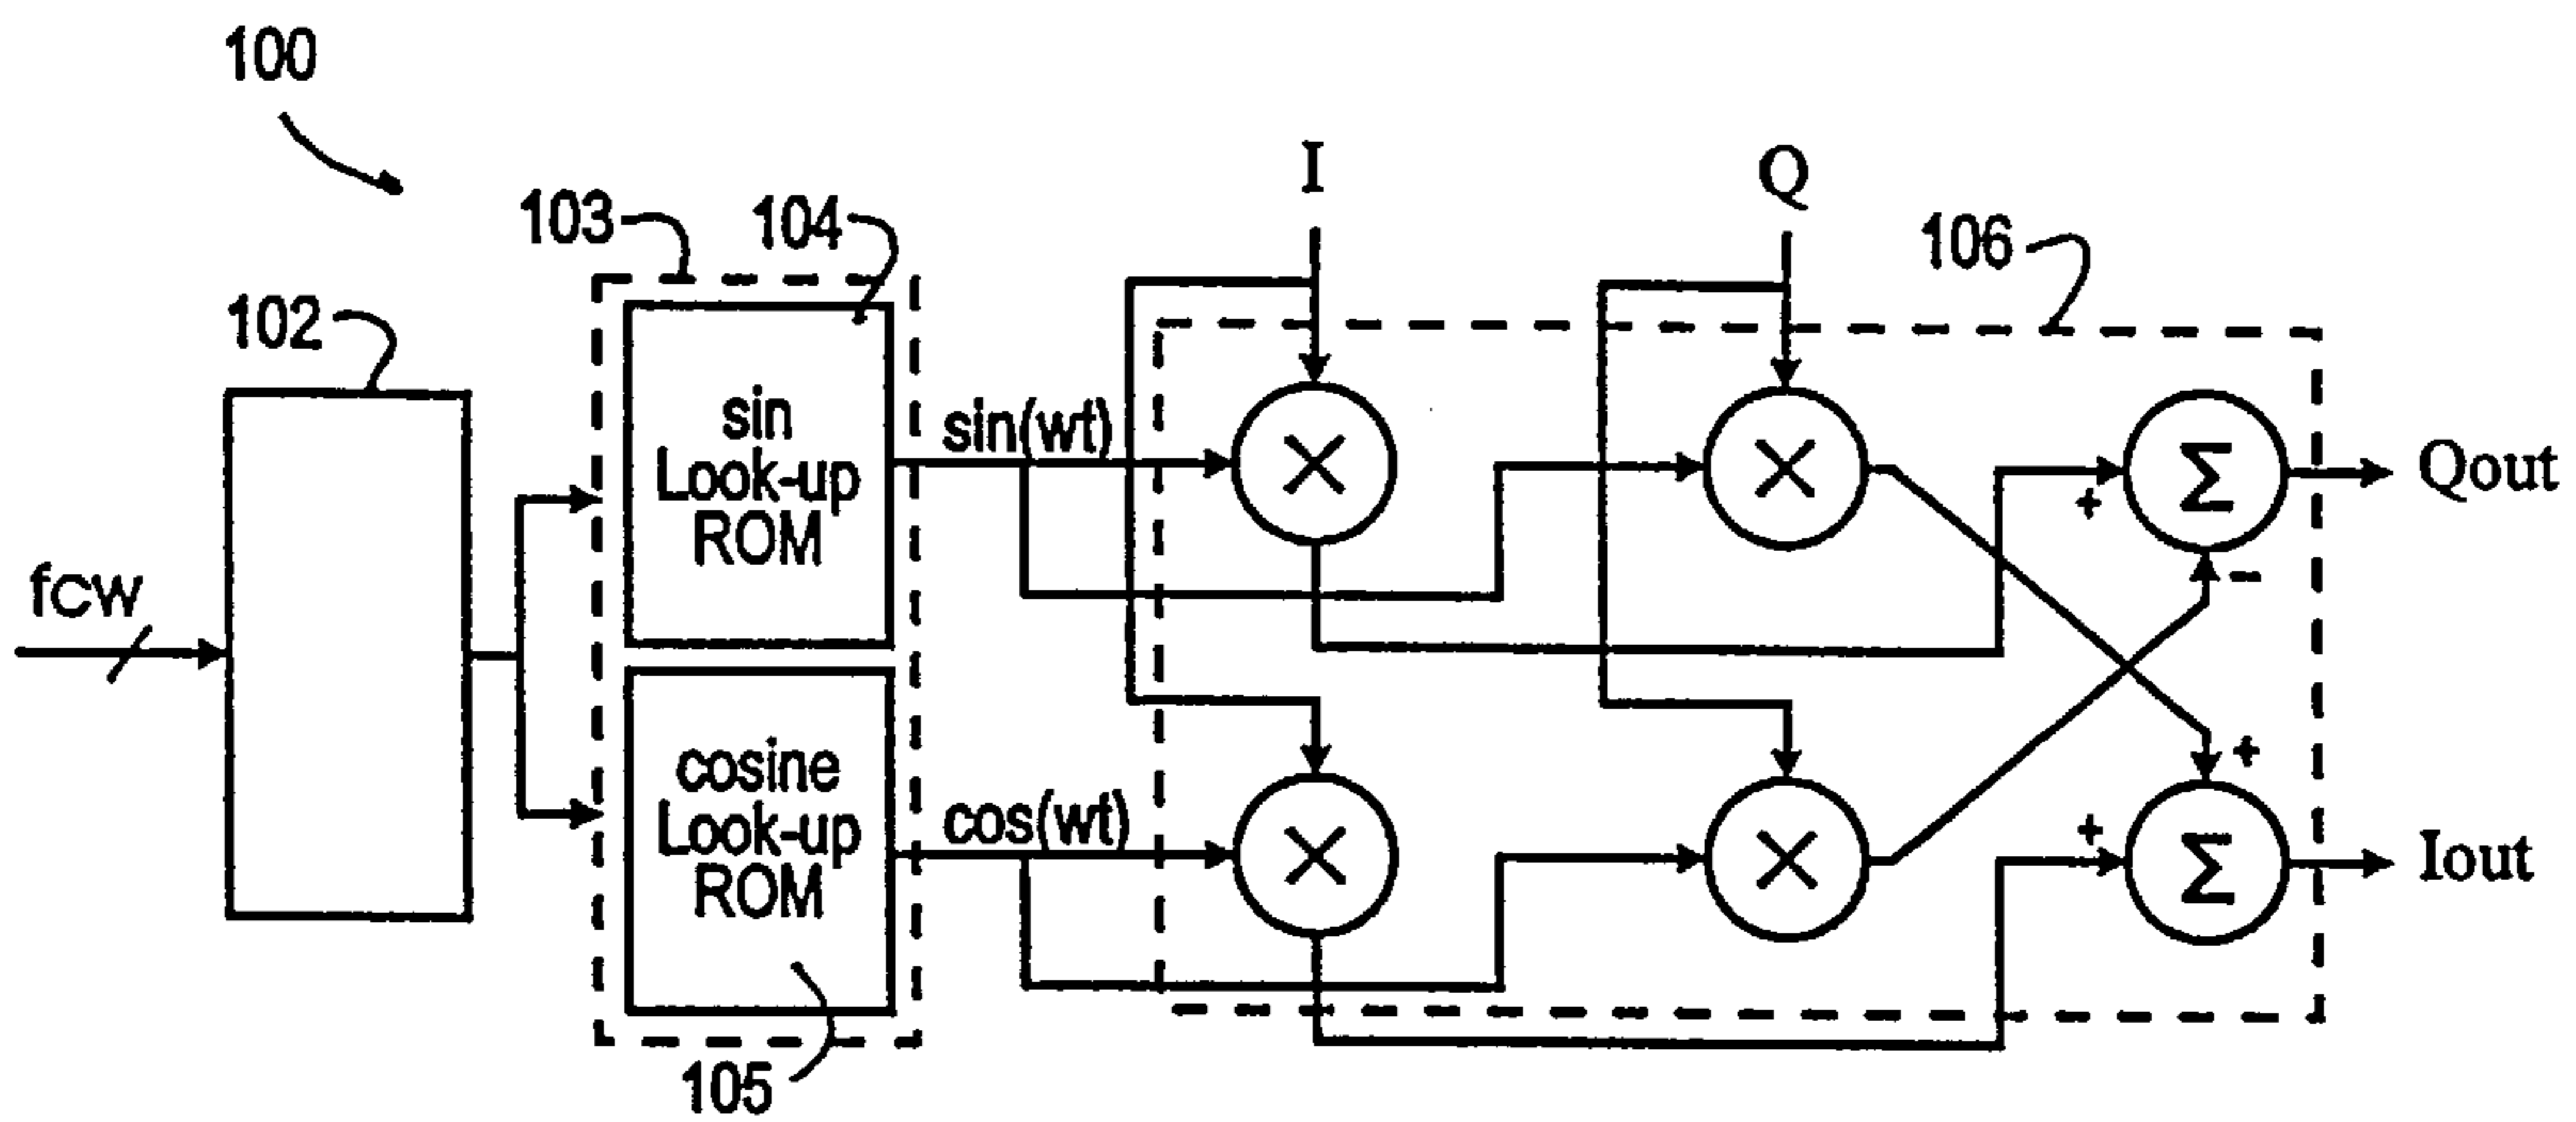 100
103
104
I
Q
106
102
sin
Look-up
ROM
sin(wt)
×
×
Σ
Qout
+
-
fcw
cosine
Look-up
ROM
cos(wt)
×
×
+
+
Σ
Iout
105